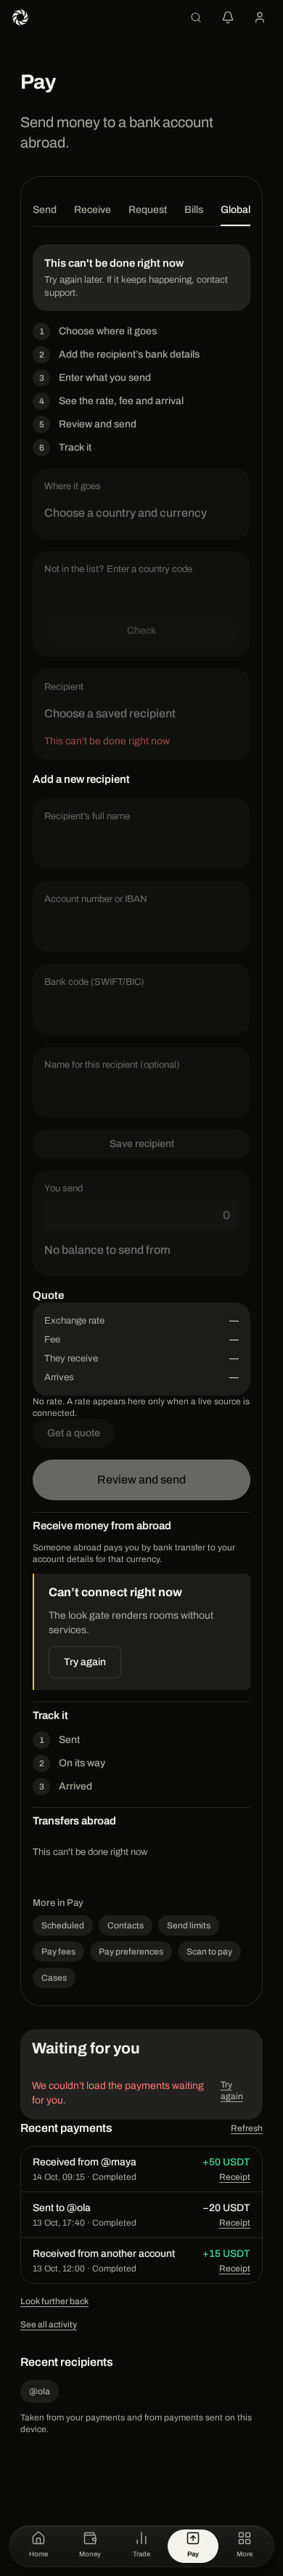 Pay
Send money to a bank account
abroad.
Send Receive Request Bills Global
This can't be done right now
Try again later. If it keeps happening, contact
support.
1 Choose where it goes
2 Add the recipient's bank details
3 Enter what you send
4 See the rate, fee and arrival
5 Review and send
6 Track it
Where it goes
Choose a country and currency
Not in the list? Enter a country code
Check
Recipient
Choose a saved recipient
This can't be done right now
Add a new recipient
Recipient's full name
Account number or IBAN
Bank code (SWIFT/BIC)
Name for this recipient (optional)
Save recipient
You send
0
No balance to send from
Quote
Exchange rate —
Fee —
They receive —
Arrives —
No rate. A rate appears here only when a live source is
connected.
Get a quote
Review and send
Receive money from abroad
Someone abroad pays you by bank transfer to your
account details for that currency.
Can't connect right now
The look gate renders rooms without
services.
Try again
Track it
1 Sent
2 On its way
3 Arrived
Transfers abroad
This can't be done right now
More in Pay
Scheduled Contacts Send limits
Pay fees Pay preferences Scan to pay
Cases
Waiting for you
We couldn't load the payments waiting
for you.
Try
again
Recent payments Refresh
Received from @maya +50 USDT
14 Oct, 09:15 · Completed Receipt
Sent to @ola −20 USDT
13 Oct, 17:40 · Completed Receipt
Received from another account +15 USDT
13 Oct, 12:00 · Completed Receipt
Look further back
See all activity
Recent recipients
@ola
Taken from your payments and from payments sent on this
device.
Home Money Trade Pay More